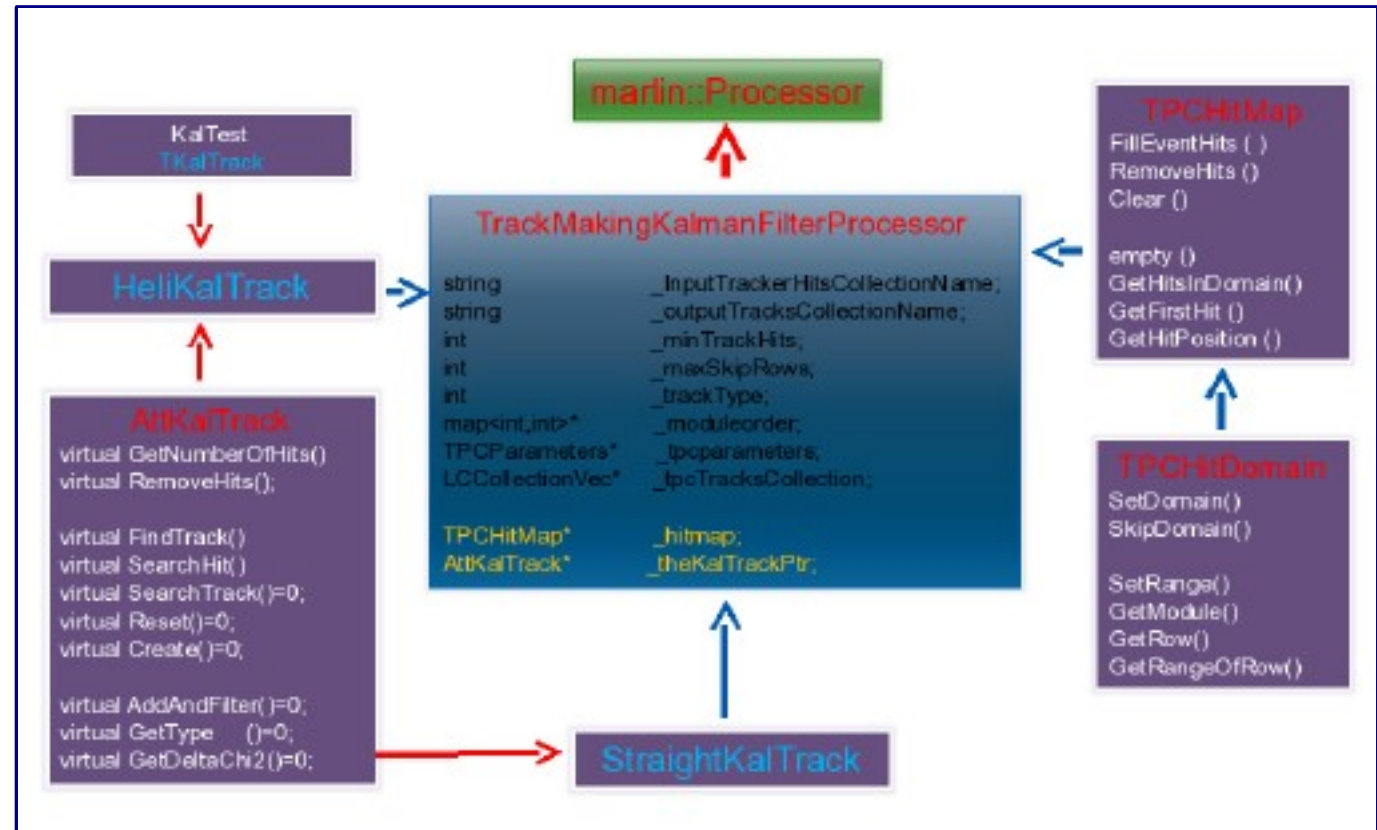 marlin::Processor
KalTest
TKalTrack
HeliKalTrack
AttKalTrack
virtual GetNumberOfHits()
virtual RemoveHits();
virtual FindTrack()
virtual SearchHit()
virtual SearchTrack()=0;
virtual Reset()=0;
virtual Create()=0;
virtual AddAndFilter()=0;
virtual GetType ()=0;
virtual GetDeltaChi2()=0;
TrackMakingKalmanFilterProcessor
string _InputTrackerHitsCollectionName;
string _outputTracksCollectionName;
int _minTrackHits;
int _maxSkipRows;
int _trackType;
map<int,int>* _moduleorder;
TPCParameters* _tpcparameters;
LCCollectionVec* _tpcTracksCollection;
TPCHitMap* _hitmap;
AttKalTrack* _theKalTrackPtr;
StraightKalTrack
TPCHitMap
FillEventHits ( )
RemoveHits ()
Clear ()
empty ()
GetHitsInDomain()
GetFirstHit ()
GetHitPosition ()
TPCHitDomain
SetDomain()
SkipDomain()
SetRange()
GetModule()
GetRow()
GetRangeOfRow()